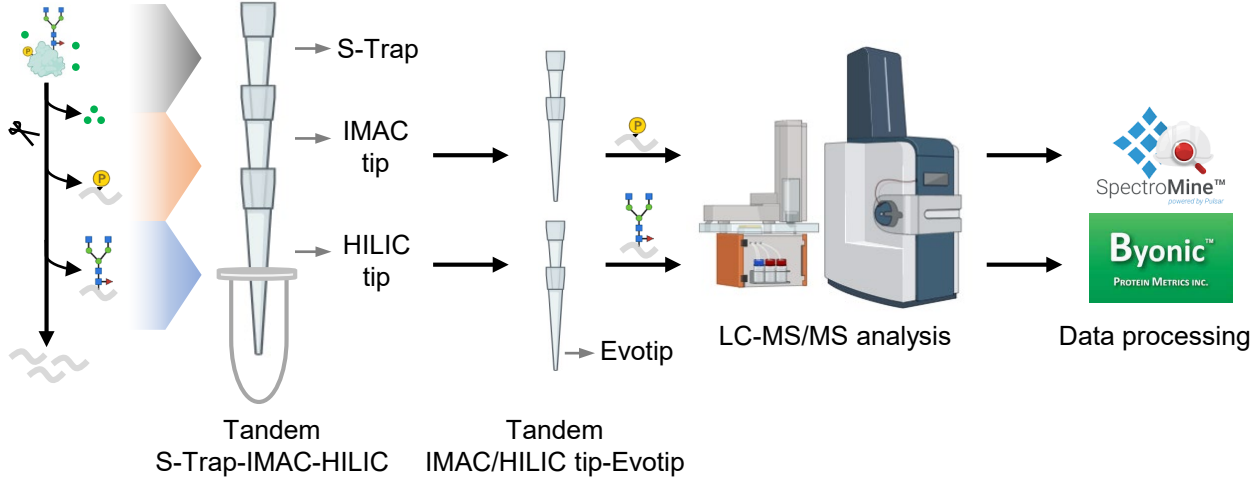 P
S-Trap
IMAC
tip
P
HILIC
tip
Tandem
S-Trap-IMAC-HILIC
P
Evotip
Tandem
IMAC/HILIC tip-Evotip
LC-MS/MS analysis
SpectroMine™
powered by Pulsar
Byonic™
PROTEIN METRICS INC.
Data processing